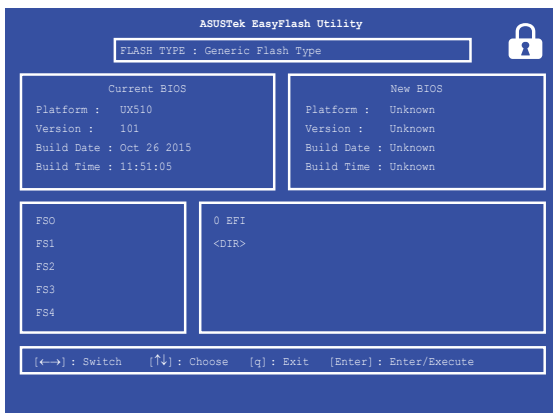 ASUSTek EasyFlash Utility
FLASH TYPE : Generic Flash Type
Current BIOS
Platform : UX510
Version : 101
Build Date : Oct 26 2015
Build Time : 11:51:05
New BIOS
Platform : Unknown
Version : Unknown
Build Date : Unknown
Build Time : Unknown
FS0
FS1
FS2
FS3
FS4
0 EFI
<DIR>
[←→] : Switch [↑↓] : Choose [q] : Exit [Enter] : Enter/Execute